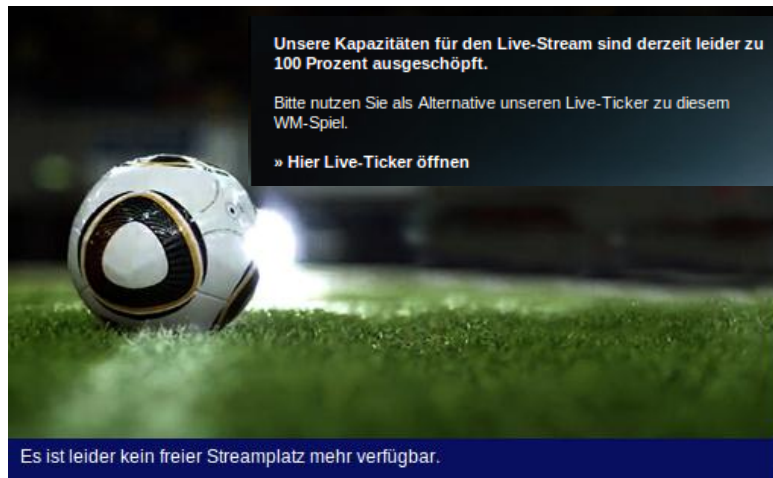 Unsere Kapazitäten für den Live-Stream sind derzeit leider zu
100 Prozent ausgeschöpft.
Bitte nutzen Sie als Alternative unseren Live-Ticker zu diesem
WM-Spiel.
» Hier Live-Ticker öffnen
Es ist leider kein freier Streamplatz mehr verfügbar.